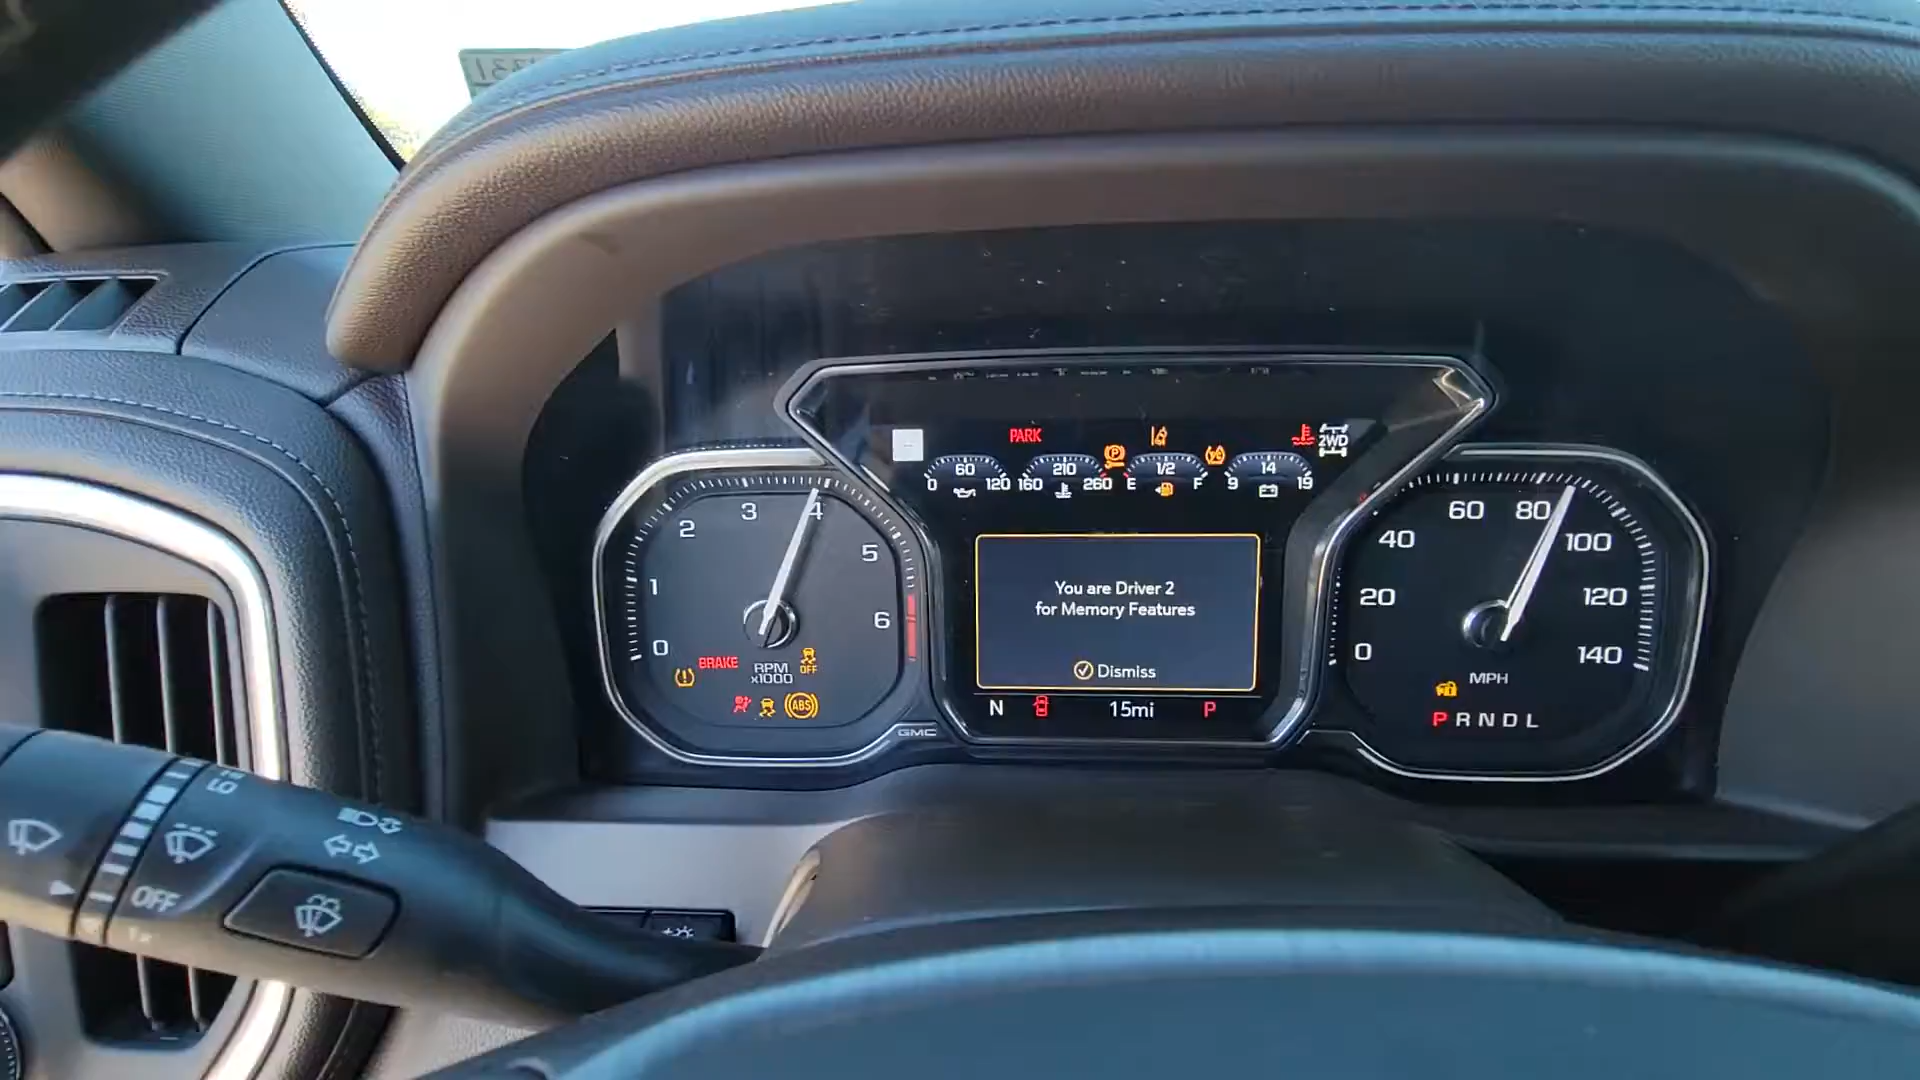 PARK
2WD
60
0 120
210
160 260
1/2
E F
14
9 19
0 1 2 3 4 5 6
BRAKE
RPM
x1000
OFF
ABS
GMC
You are Driver 2
for Memory Features
Dismiss
N 15mi P
0 20 40 60 80 100 120 140
MPH
P R N D L
LO
OFF